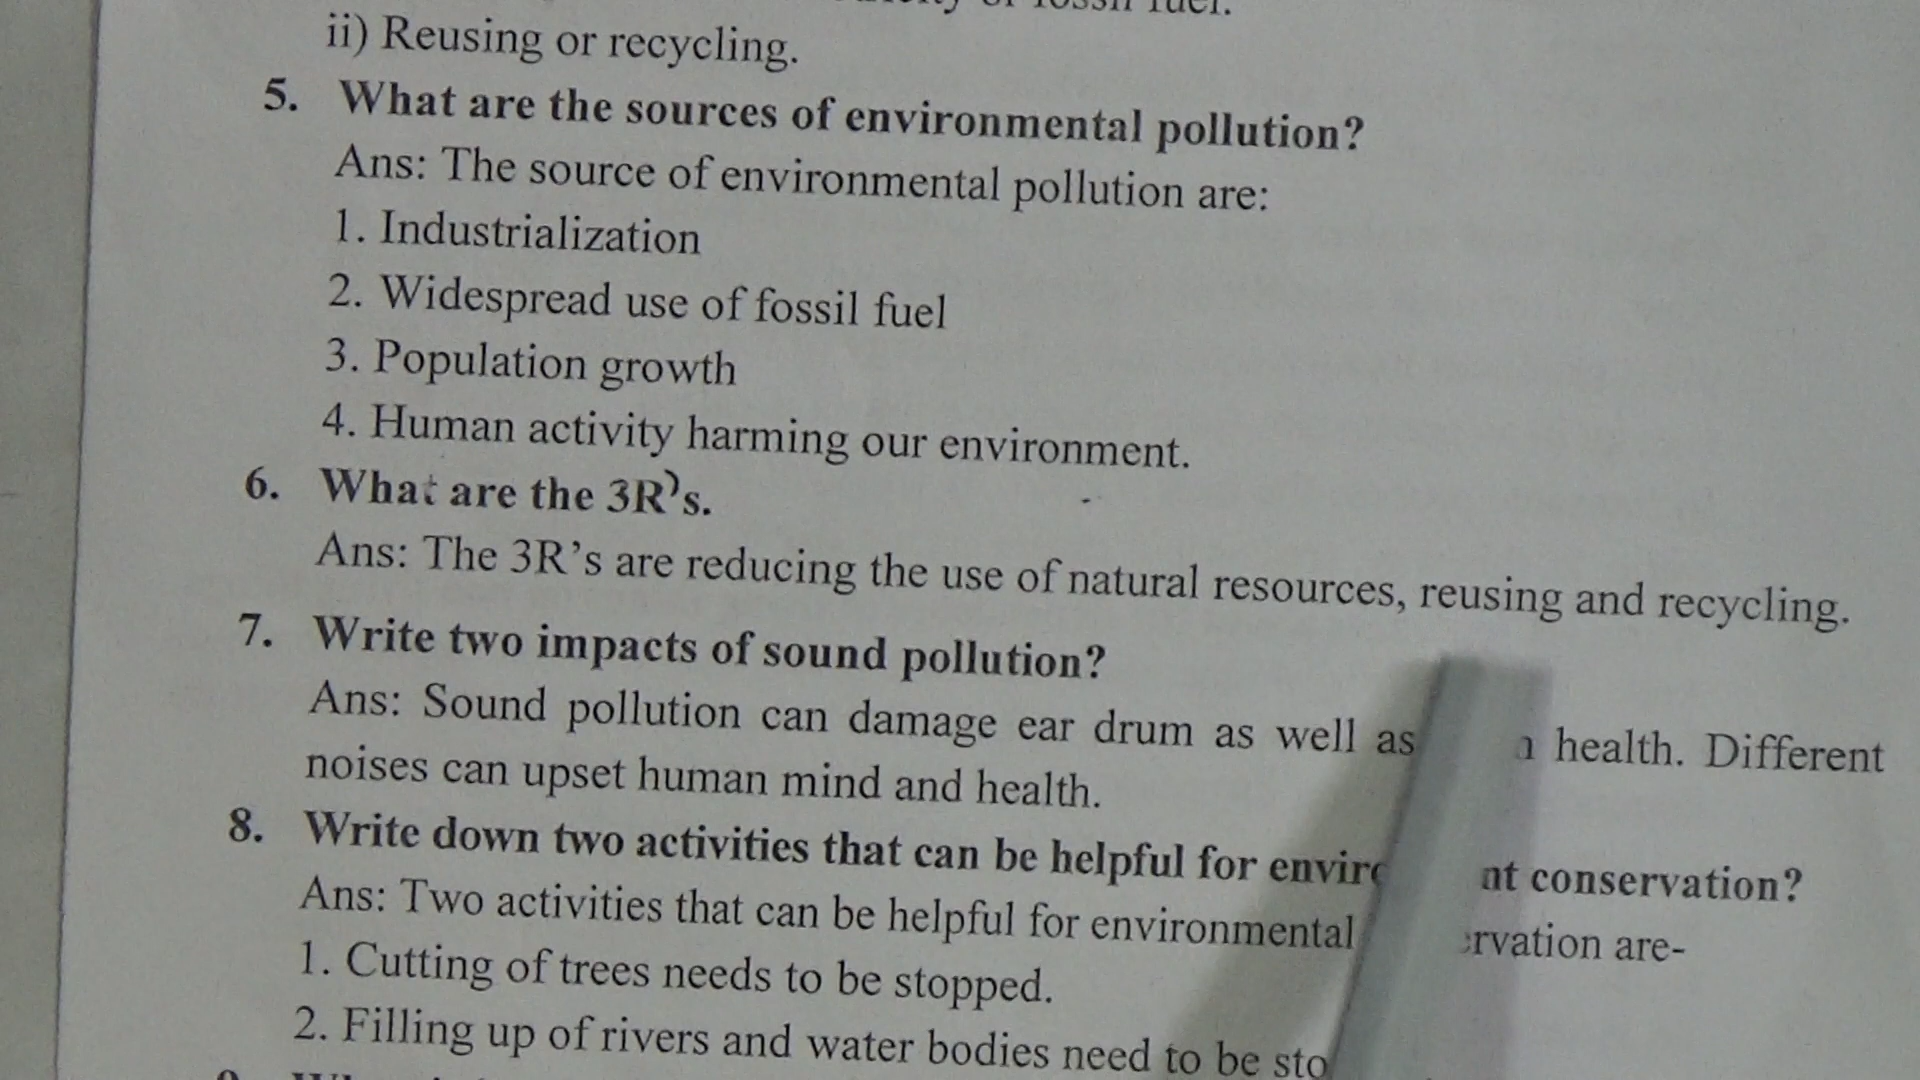 fossil fuel.
ii) Reusing or recycling.
5. What are the sources of environmental pollution?
Ans: The source of environmental pollution are:
1. Industrialization
2. Widespread use of fossil fuel
3. Population growth
4. Human activity harming our environment.
6. What are the 3R's.
Ans: The 3R's are reducing the use of natural resources, reusing and recycling.
7. Write two impacts of sound pollution?
Ans: Sound pollution can damage ear drum as well as health. Different
noises can upset human mind and health.
8. Write down two activities that can be helpful for conservation?
Ans: Two activities that can be helpful for environmental are-
1. Cutting of trees needs to be stopped.
2. Filling up of rivers and water bodies need to be